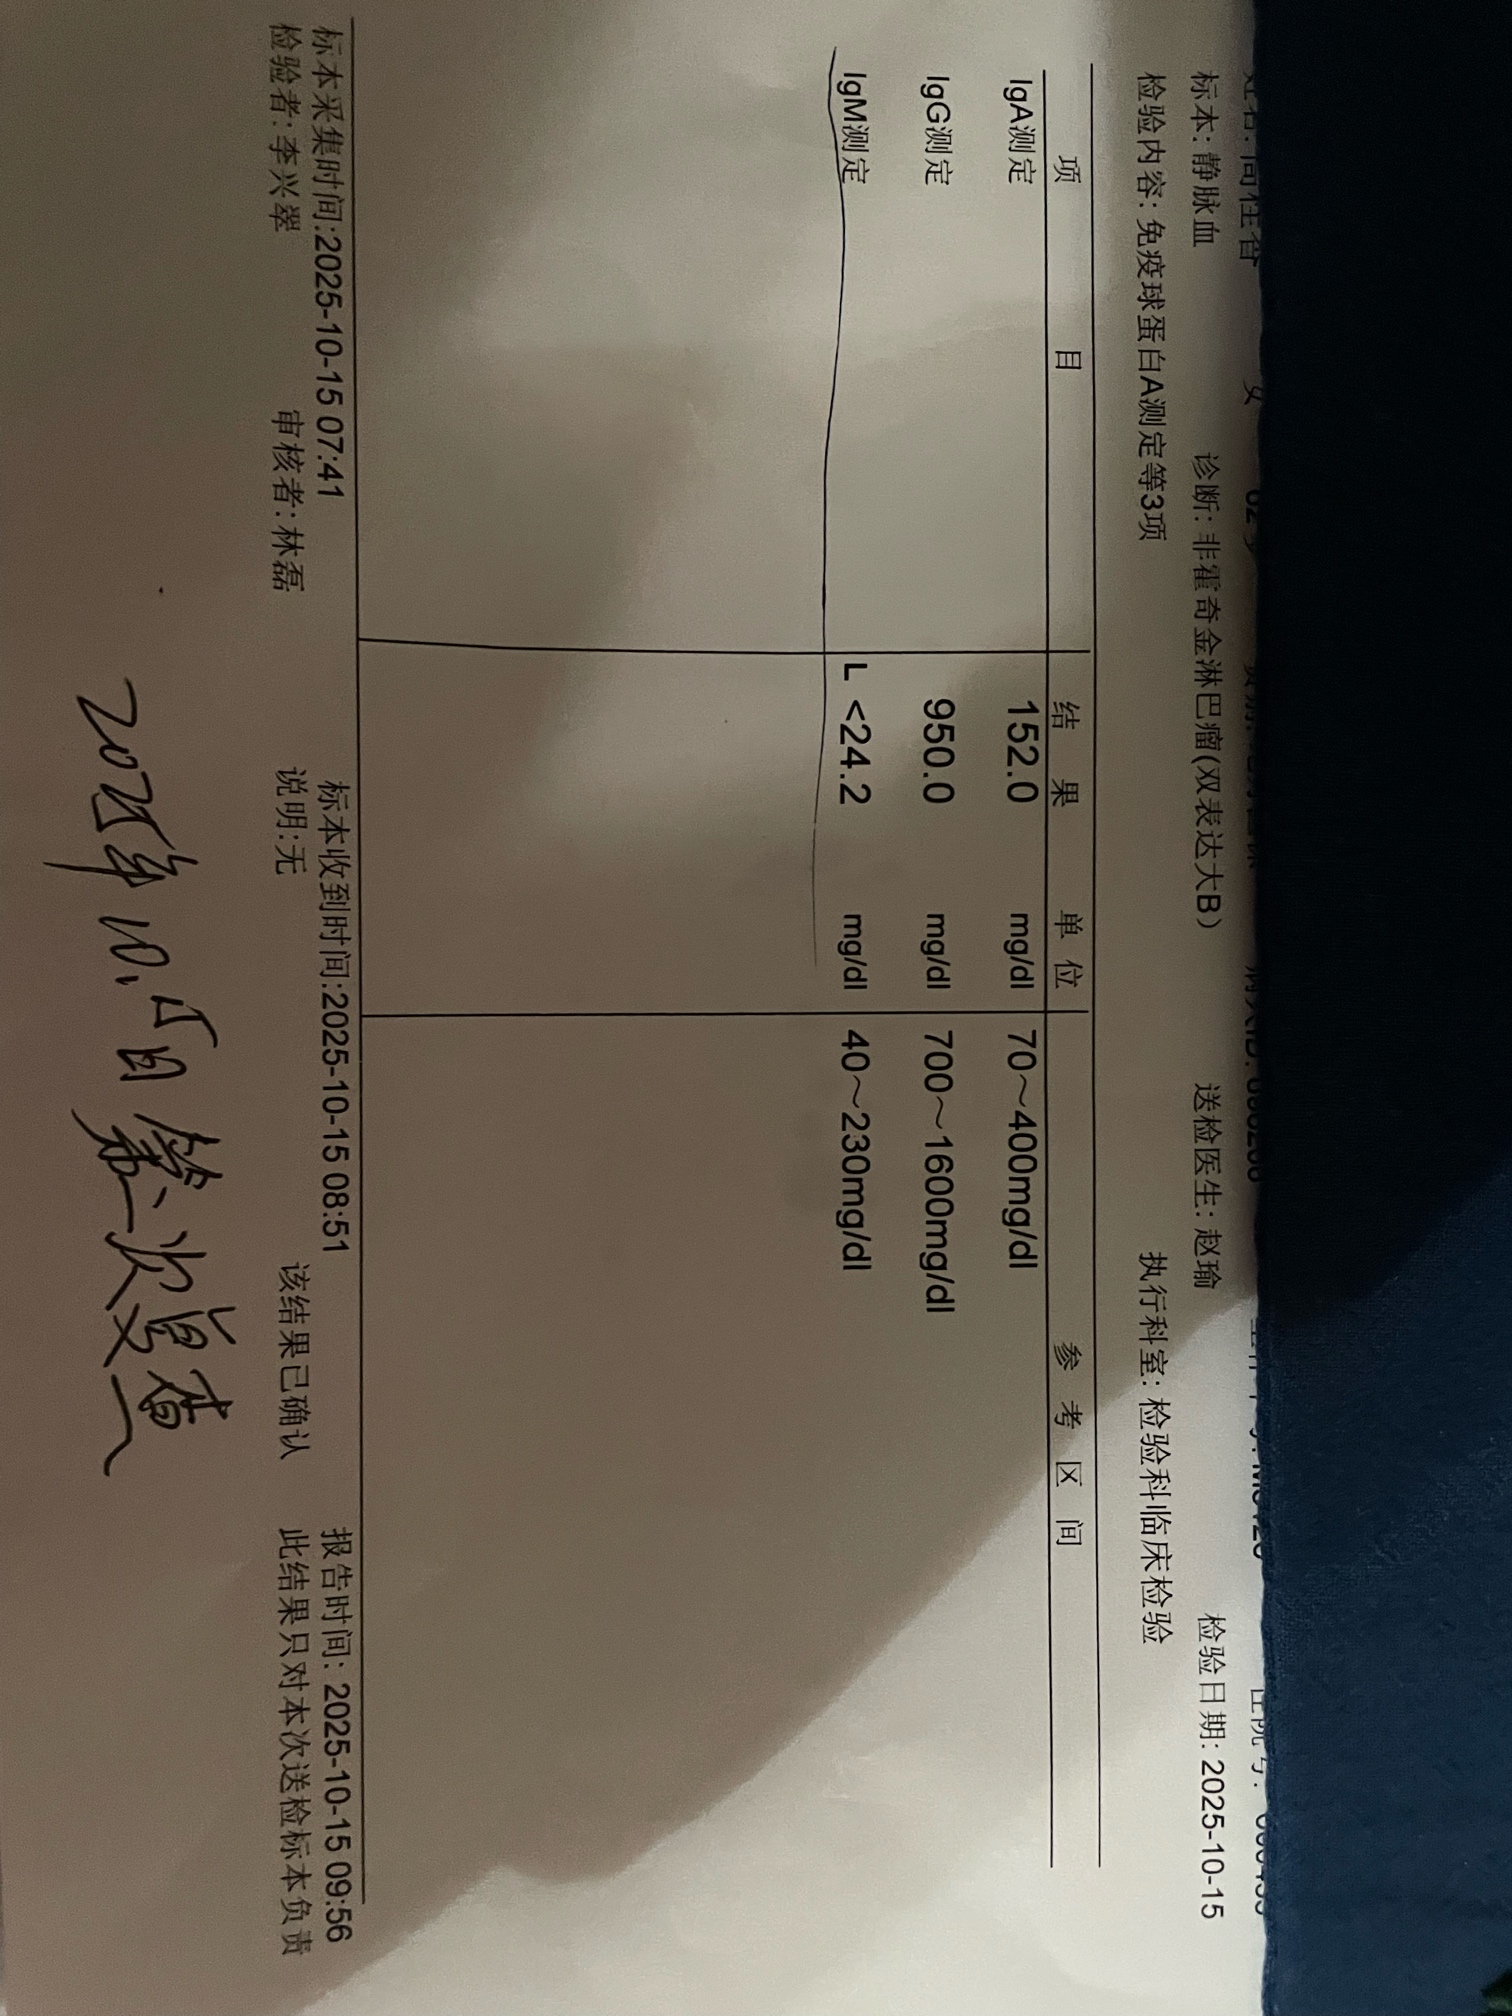 女
标本: 静脉血 诊断: 非霍奇金淋巴瘤(双表达大B) 送检医生: 赵瑜 检验日期: 2025-10-15
检验内容: 免疫球蛋白A测定等3项 执行科室: 检验科临床检验
项 目 结 果 单 位 参 考 区 间
IgA测定 152.0 mg/dl 70～400mg/dl
IgG测定 950.0 mg/dl 700～1600mg/dl
IgM测定 L <24.2 mg/dl 40～230mg/dl
标本采集时间:2025-10-15 07:41 标本收到时间:2025-10-15 08:51 报告时间: 2025-10-15 09:56
检验者: 李兴翠 审核者: 林磊 说明:无 该结果已确认 此结果只对本次送检标本负责
2025年10.15日 第一次复查